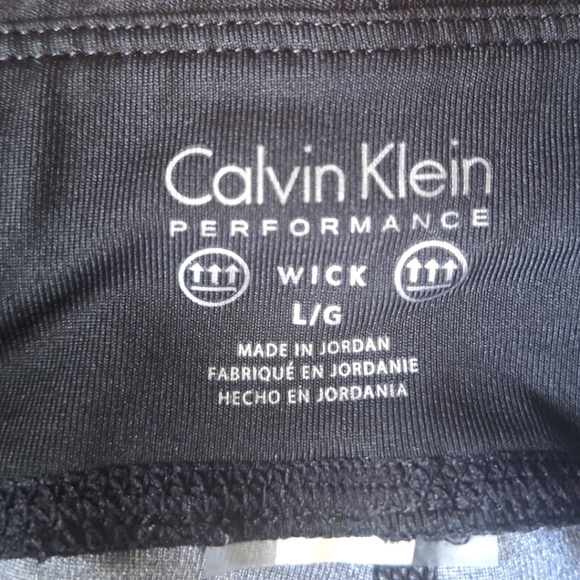 Calvin Klein
PERFORMANCE
WICK
L/G
MADE IN JORDAN
FABRIQUÉ EN JORDANIE
HECHO EN JORDANIA